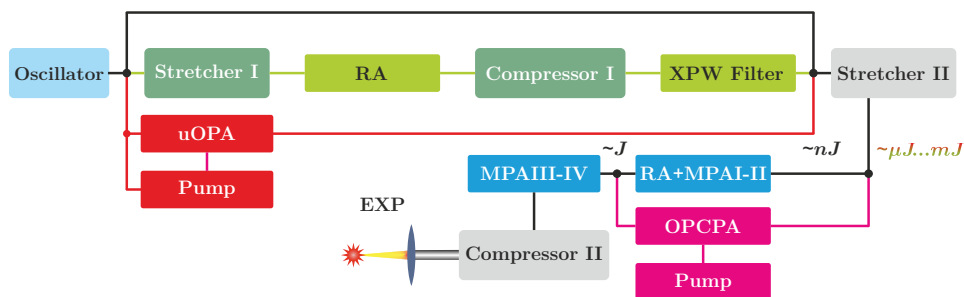 Oscillator
Stretcher I
RA
Compressor I
XPW Filter
Stretcher II
uOPA
Pump
~J
~nJ
~μJ...mJ
MPAIII-IV
RA+MPAI-II
EXP
OPCPA
Compressor II
Pump